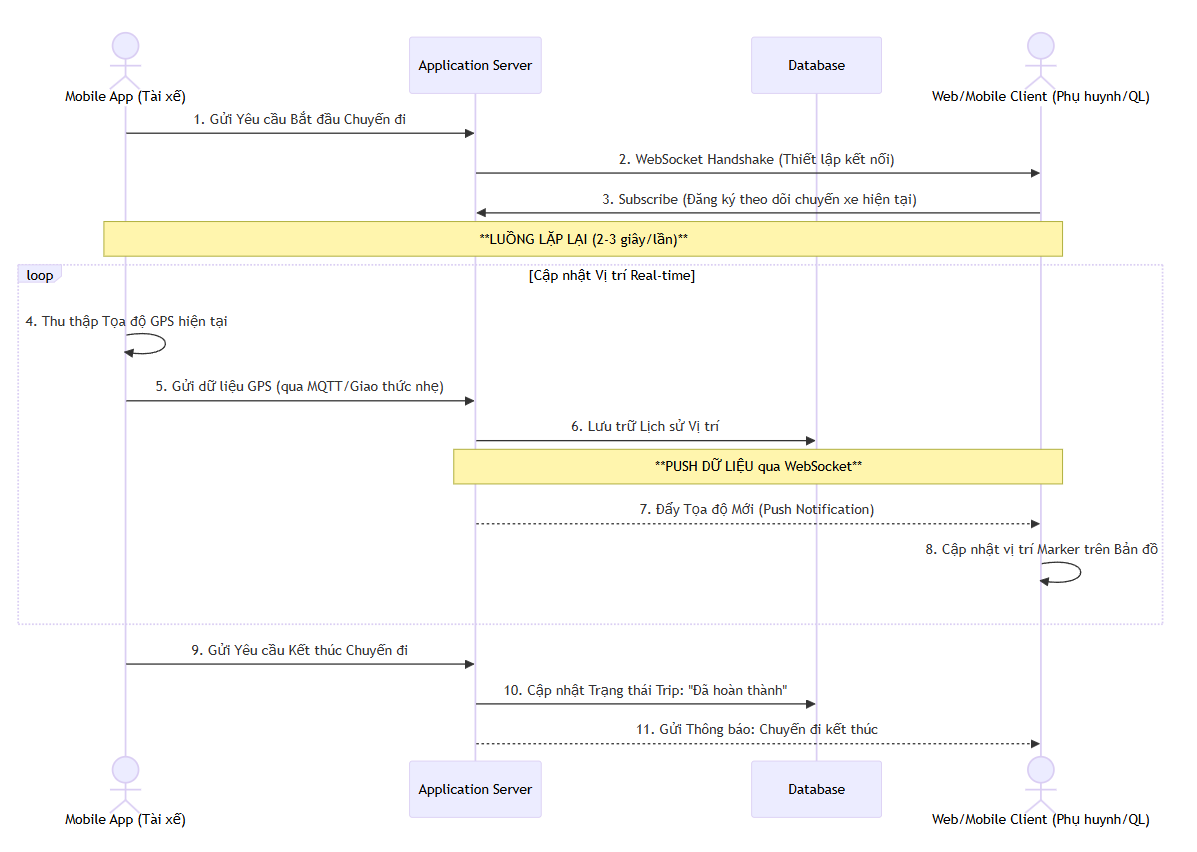 Mobile App (Tài xế)
Application Server
Database
Web/Mobile Client (Phụ huynh/QL)
1. Gửi Yêu cầu Bắt đầu Chuyến đi
2. WebSocket Handshake (Thiết lập kết nối)
3. Subscribe (Đăng ký theo dõi chuyến xe hiện tại)
**LUỒNG LẶP LẠI (2-3 giây/lần)**
loop
[Cập nhật Vị trí Real-time]
4. Thu thập Tọa độ GPS hiện tại
5. Gửi dữ liệu GPS (qua MQTT/Giao thức nhẹ)
6. Lưu trữ Lịch sử Vị trí
**PUSH DỮ LIỆU qua WebSocket**
7. Đẩy Tọa độ Mới (Push Notification)
8. Cập nhật vị trí Marker trên Bản đồ
9. Gửi Yêu cầu Kết thúc Chuyến đi
10. Cập nhật Trạng thái Trip: "Đã hoàn thành"
11. Gửi Thông báo: Chuyến đi kết thúc
Mobile App (Tài xế)
Application Server
Database
Web/Mobile Client (Phụ huynh/QL)